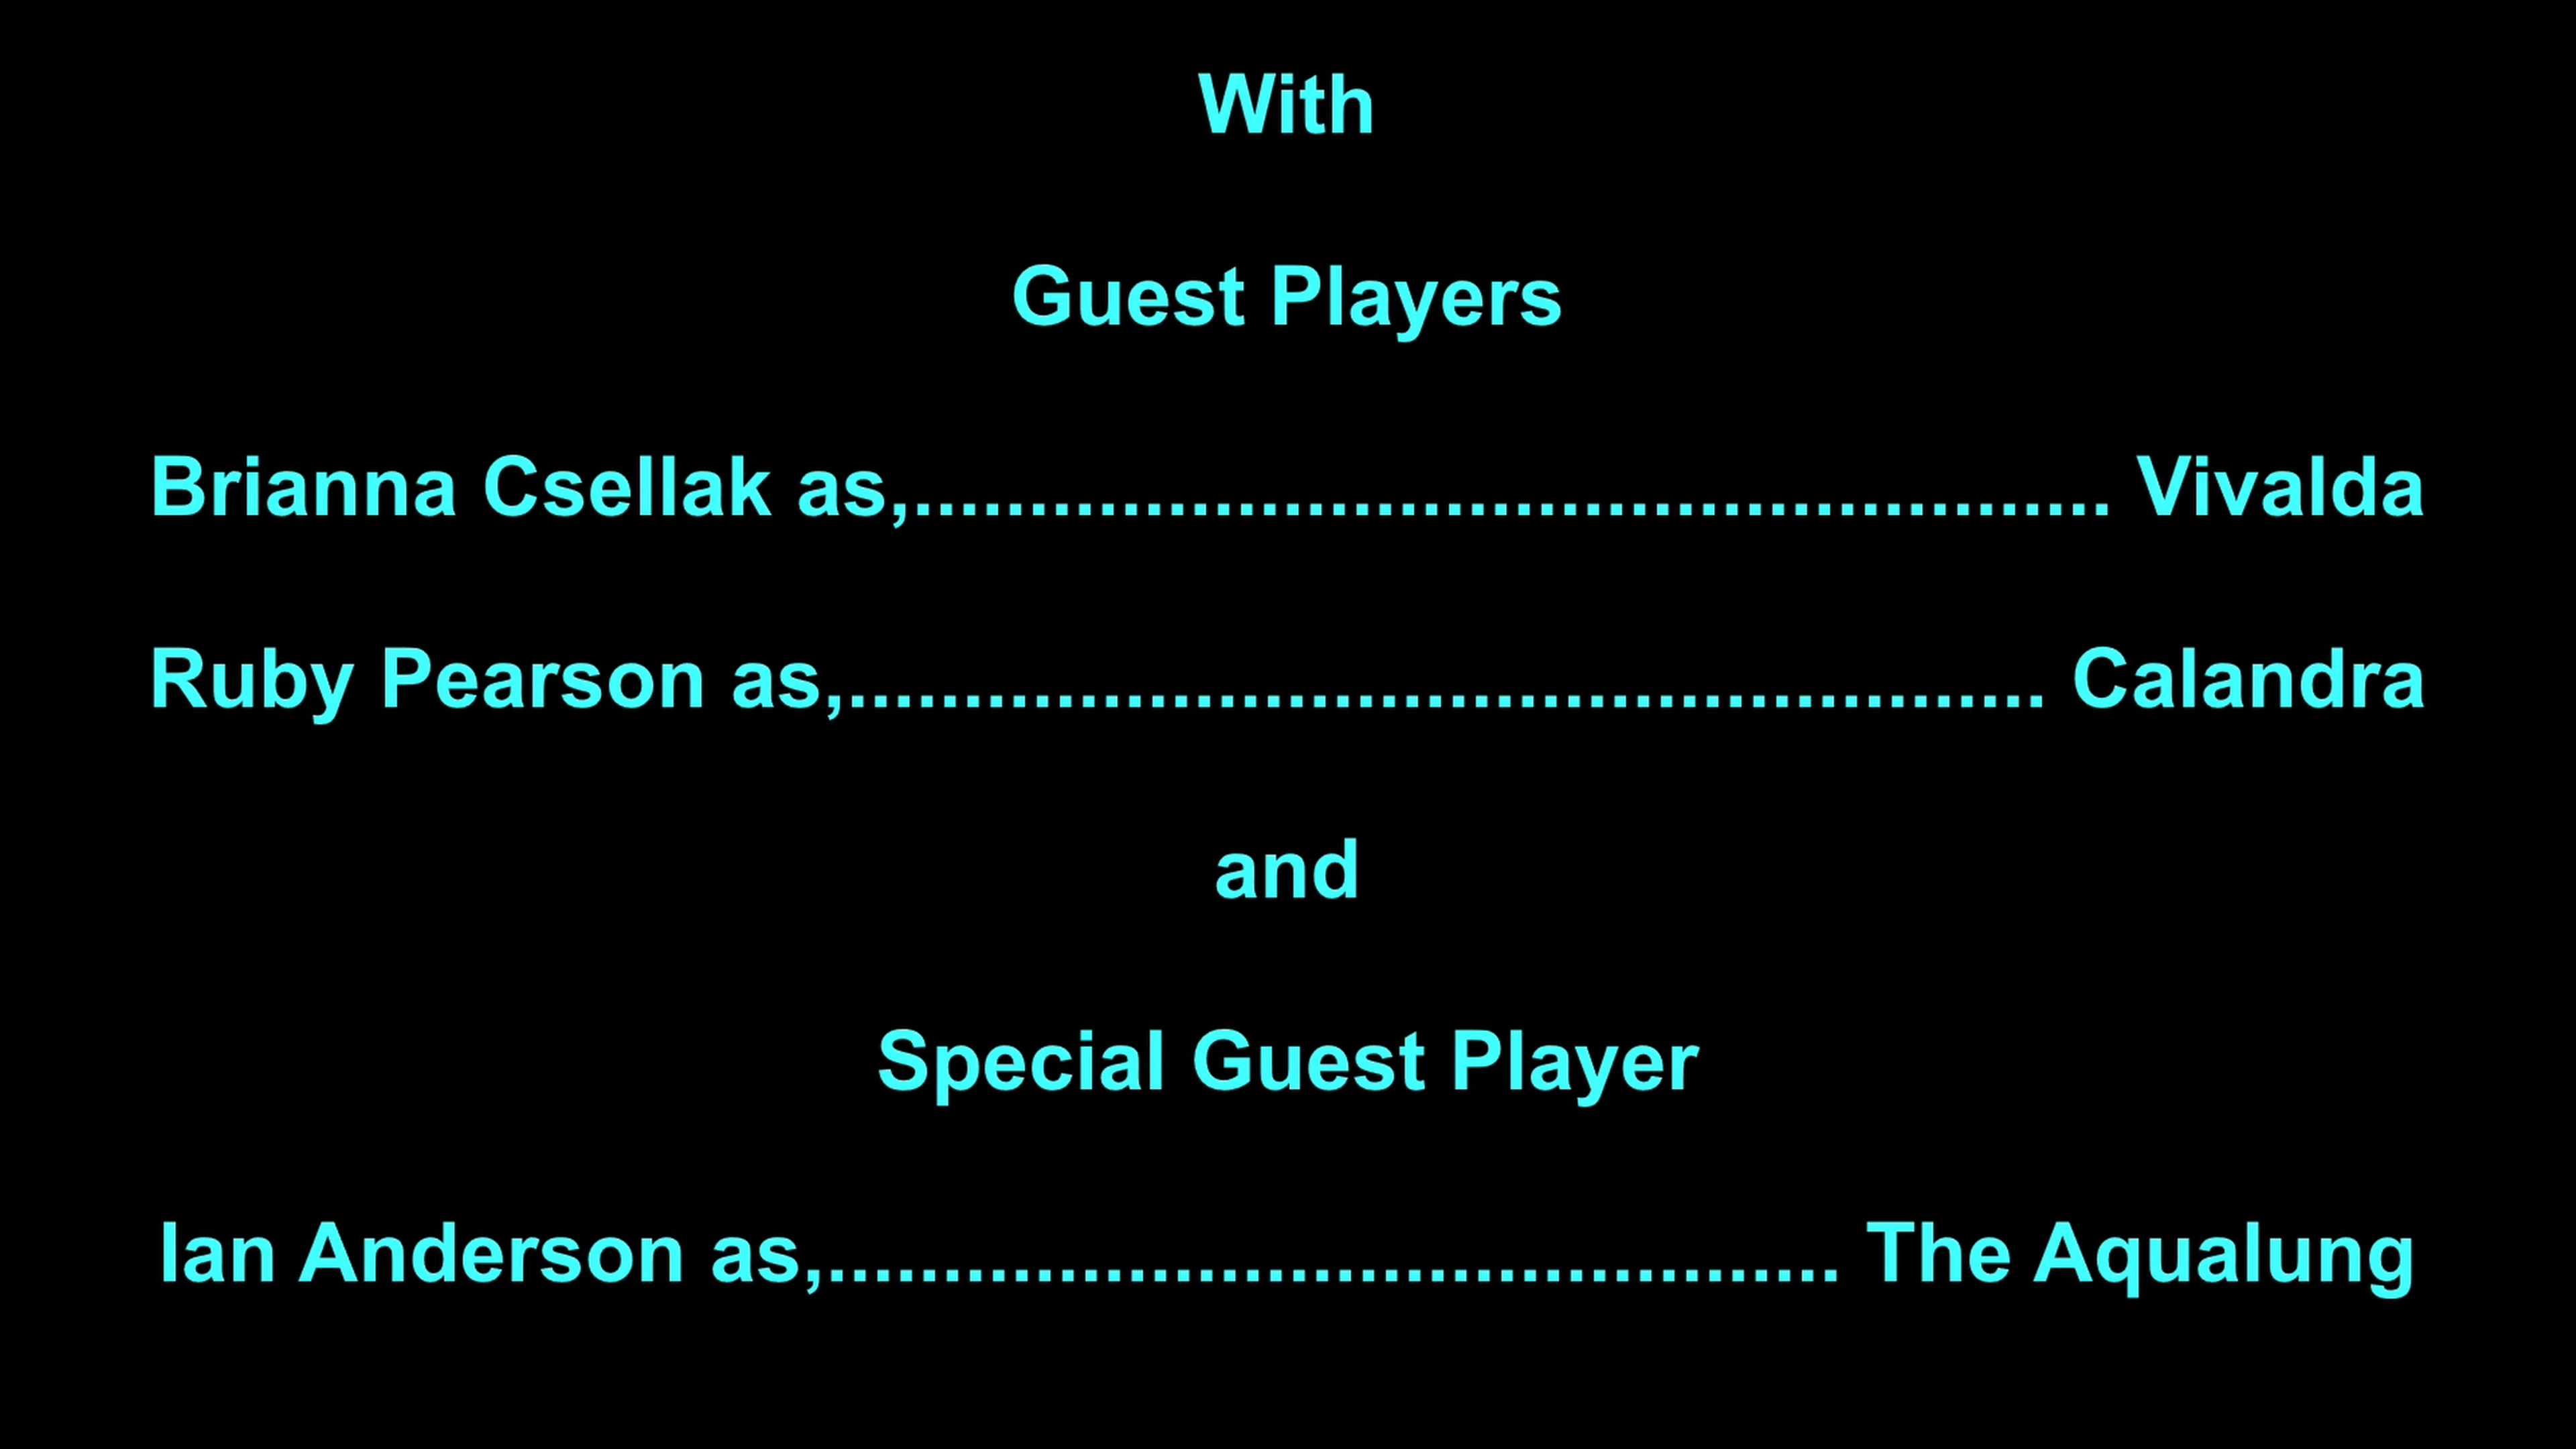 With
Guest Players
Brianna Csellak as,.................................................... Vivalda
Ruby Pearson as,.................................................... Calandra
and
Special Guest Player
Ian Anderson as,............................................ The Aqualung